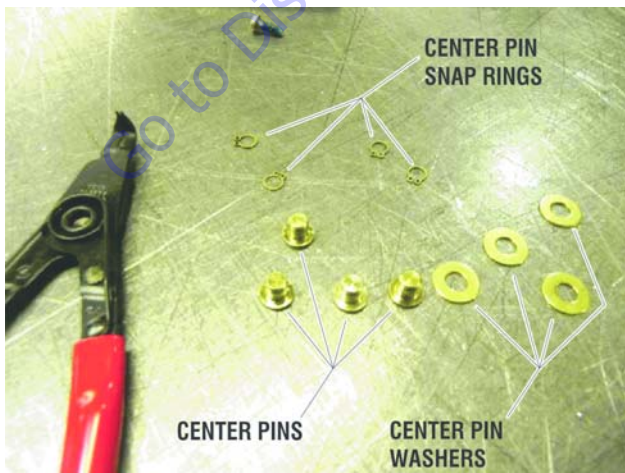 Go to Dis
CENTER PIN
SNAP RINGS
CENTER PINS
CENTER PIN
WASHERS